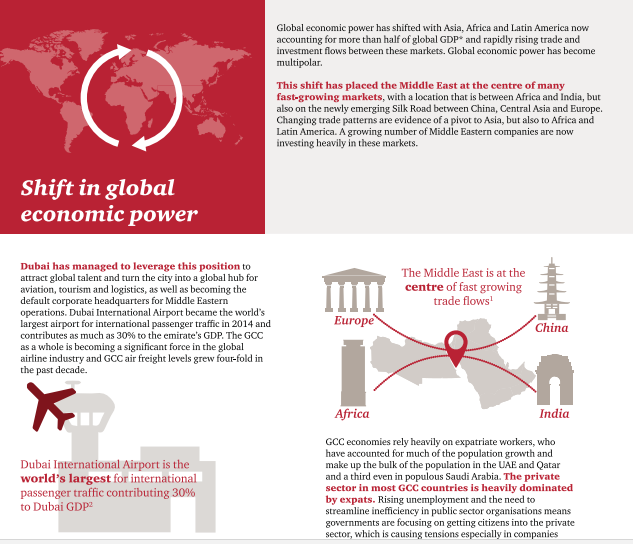 Shift in global
economic power
Global economic power has shifted with Asia, Africa and Latin America now
accounting for more than half of global GDP* and rapidly rising trade and
investment flows between these markets. Global economic power has become
multipolar.
This shift has placed the Middle East at the centre of many
fast-growing markets, with a location that is between Africa and India, but
also on the newly emerging Silk Road between China, Central Asia and Europe.
Changing trade patterns are evidence of a pivot to Asia, but also to Africa and
Latin America. A growing number of Middle Eastern companies are now
investing heavily in these markets.
Dubai has managed to leverage this position to
attract global talent and turn the city into a global hub for
aviation, tourism and logistics, as well as becoming the
default corporate headquarters for Middle Eastern
operations. Dubai International Airport became the world's
largest airport for international passenger traffic in 2014 and
contributes as much as 30% to the emirate's GDP. The GCC
as a whole is becoming a significant force in the global
airline industry and GCC air freight levels grew four-fold in
the past decade.
Dubai International Airport is the
world's largest for international
passenger traffic contributing 30%
to Dubai GDP²
The Middle East is at the
centre of fast growing
trade flows¹
Europe
China
Africa
India
GCC economies rely heavily on expatriate workers, who
have accounted for much of the population growth and
make up the bulk of the population in the UAE and Qatar
and a third even in populous Saudi Arabia. The private
sector in most GCC countries is heavily dominated
by expats. Rising unemployment and the need to
streamline inefficiency in public sector organisations means
governments are focusing on getting citizens into the private
sector, which is causing tensions especially in companies